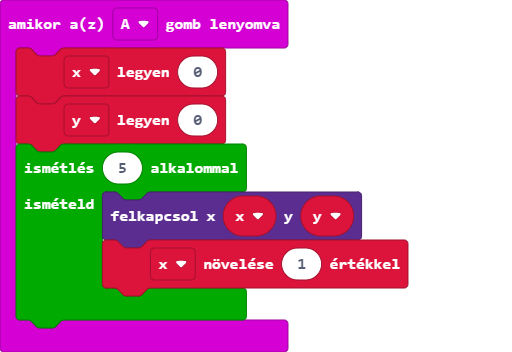 amikor a(z) A gomb lenyomva
x legyen 0
y legyen 0
ismétlés 5 alkalommal
ismételd
felkapcsol x x y y
x növelése 1 értékkel